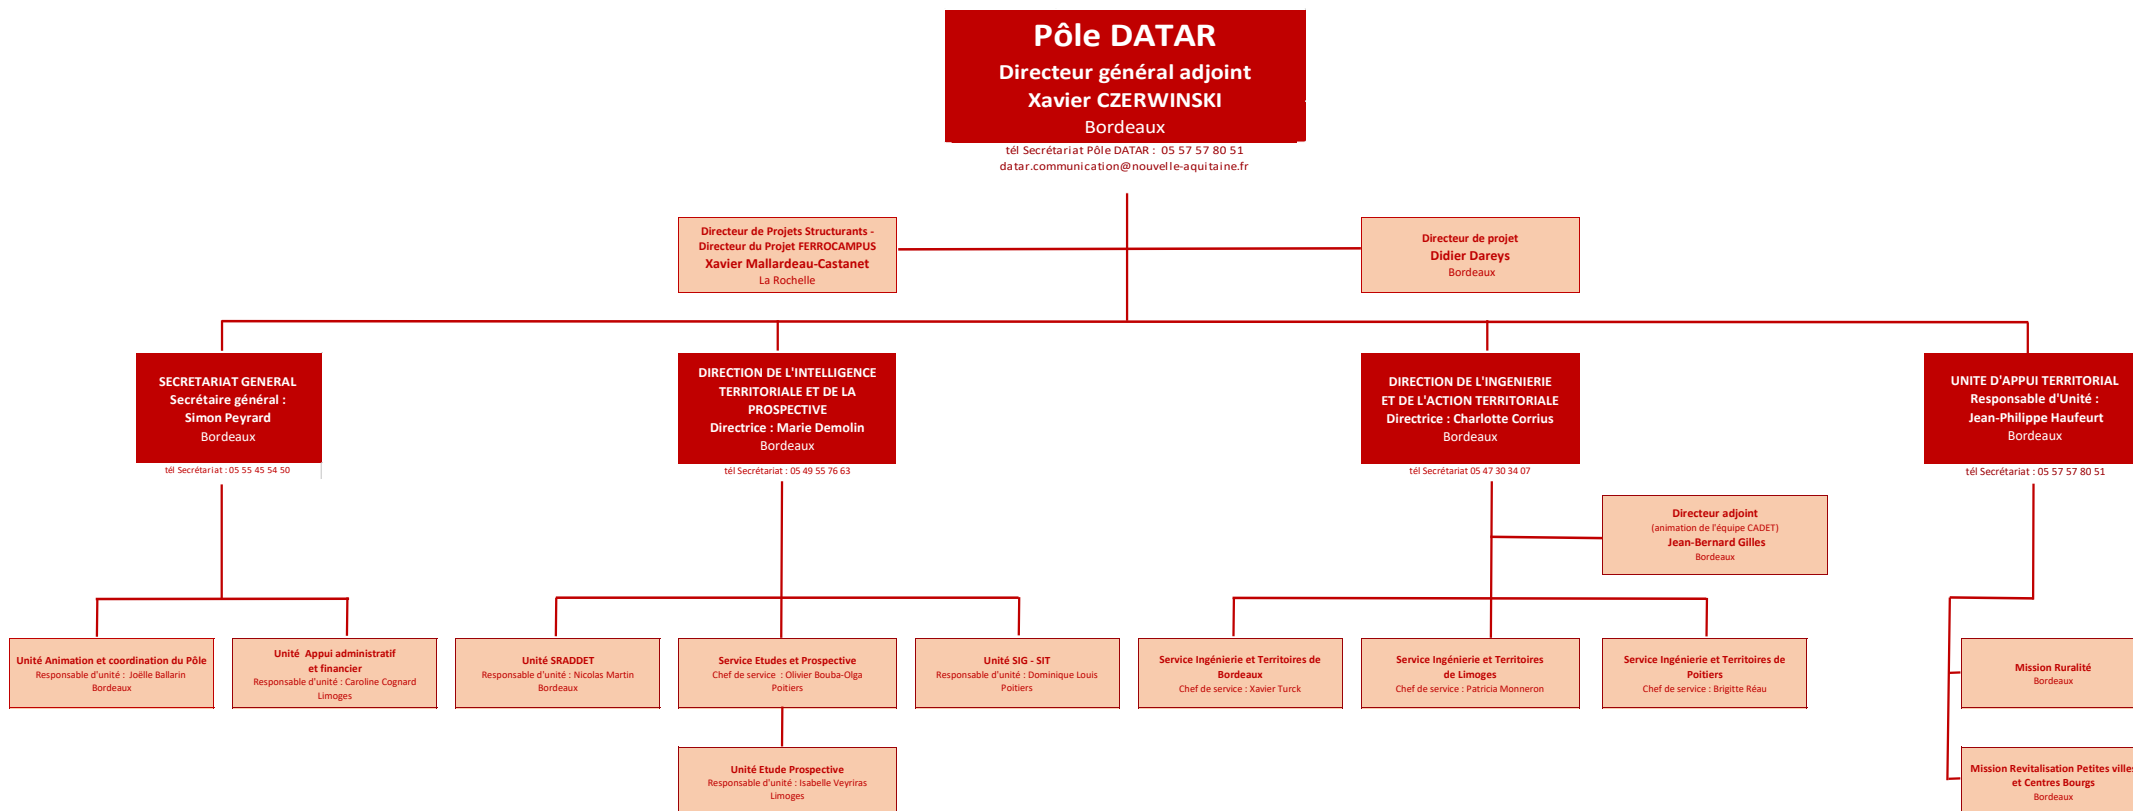 Pôle DATAR
Directeur général adjoint
Xavier CZERWINSKI
Bordeaux
tél Secrétariat Pôle DATAR : 05 57 57 80 51
datar.communication@nouvelle-aquitaine.fr
Directeur de Projets Structurants -
Directeur du Projet FERROCAMPUS
Xavier Mallardeau-Castanet
La Rochelle
Directeur de projet
Didier Dareys
Bordeaux
SECRETARIAT GENERAL
Secrétaire général :
Simon Peyrard
Bordeaux
tél Secrétariat : 05 55 45 54 50
DIRECTION DE L'INTELLIGENCE
TERRITORIALE ET DE LA
PROSPECTIVE
Directrice : Marie Demolin
Bordeaux
tél Secrétariat : 05 49 55 76 63
DIRECTION DE L'INGENIERIE
ET DE L'ACTION TERRITORIALE
Directrice : Charlotte Corrius
Bordeaux
tél Secrétariat 05 47 30 34 07
UNITE D'APPUI TERRITORIAL
Responsable d'Unité :
Jean-Philippe Haufeurt
Bordeaux
tél Secrétariat : 05 57 57 80 51
Directeur adjoint
(animation de l'équipe CADET)
Jean-Bernard Gilles
Bordeaux
Unité Animation et coordination du Pôle
Responsable d'unité : Joëlle Ballarin
Bordeaux
Unité Appui administratif
et financier
Responsable d'unité : Caroline Cognard
Limoges
Unité SRADDET
Responsable d'unité : Nicolas Martin
Bordeaux
Service Etudes et Prospective
Chef de service : Olivier Bouba-Olga
Poitiers
Unité SIG - SIT
Responsable d'unité : Dominique Louis
Poitiers
Service Ingénierie et Territoires de
Bordeaux
Chef de service : Xavier Turck
Service Ingénierie et Territoires
de Limoges
Chef de service : Patricia Monneron
Service Ingénierie et Territoires de
Poitiers
Chef de service : Brigitte Réau
Mission Ruralité
Bordeaux
Unité Etude Prospective
Responsable d'unité : Isabelle Veyriras
Limoges
Mission Revitalisation Petites villes
et Centres Bourgs
Bordeaux